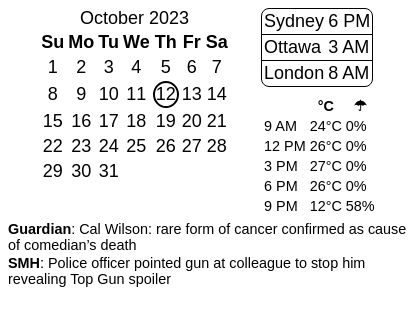 October 2023
Su Mo Tu We Th Fr Sa
1 2 3 4 5 6 7
8 9 10 11 12 13 14
15 16 17 18 19 20 21
22 23 24 25 26 27 28
29 30 31
Sydney 6 PM
Ottawa 3 AM
London 8 AM
°C ☂
9 AM 24°C 0%
12 PM 26°C 0%
3 PM 27°C 0%
6 PM 26°C 0%
9 PM 12°C 58%
Guardian: Cal Wilson: rare form of cancer confirmed as cause
of comedian’s death
SMH: Police officer pointed gun at colleague to stop him
revealing Top Gun spoiler